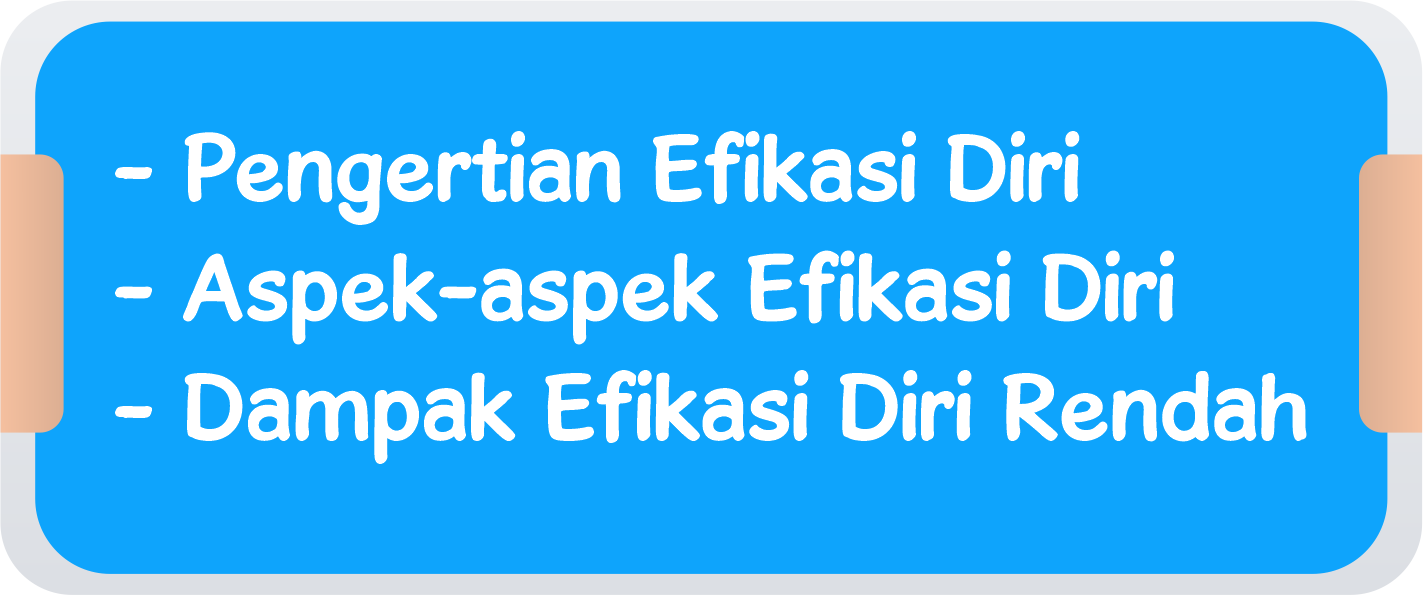 - Pengertian Efikasi Diri
- Aspek-aspek Efikasi Diri
- Dampak Efikasi Diri Rendah